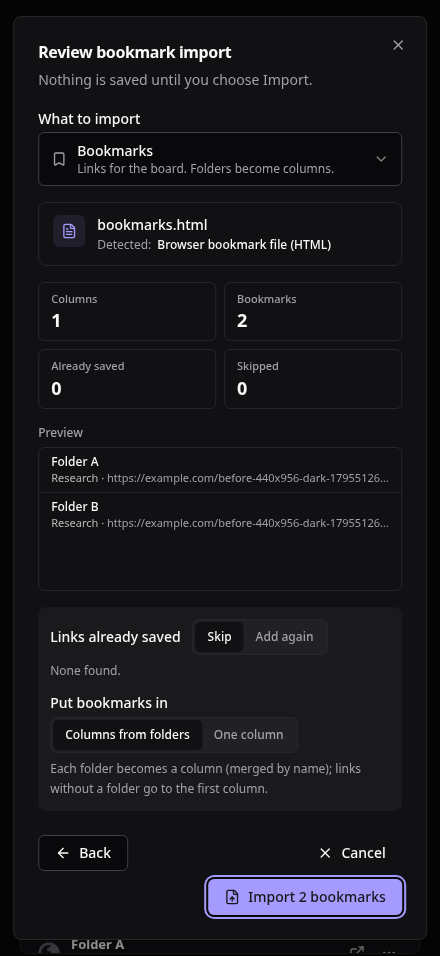 Review bookmark import
Nothing is saved until you choose Import.
What to import
Bookmarks
Links for the board. Folders become columns.
bookmarks.html
Detected: Browser bookmark file (HTML)
Columns
1
Bookmarks
2
Already saved
0
Skipped
0
Preview
Folder A
Research · https://example.com/before-440x956-dark-17955126...
Folder B
Research · https://example.com/before-440x956-dark-17955126...
Links already saved
Skip
Add again
None found.
Put bookmarks in
Columns from folders
One column
Each folder becomes a column (merged by name); links
without a folder go to the first column.
Back
Cancel
Import 2 bookmarks
Folder A